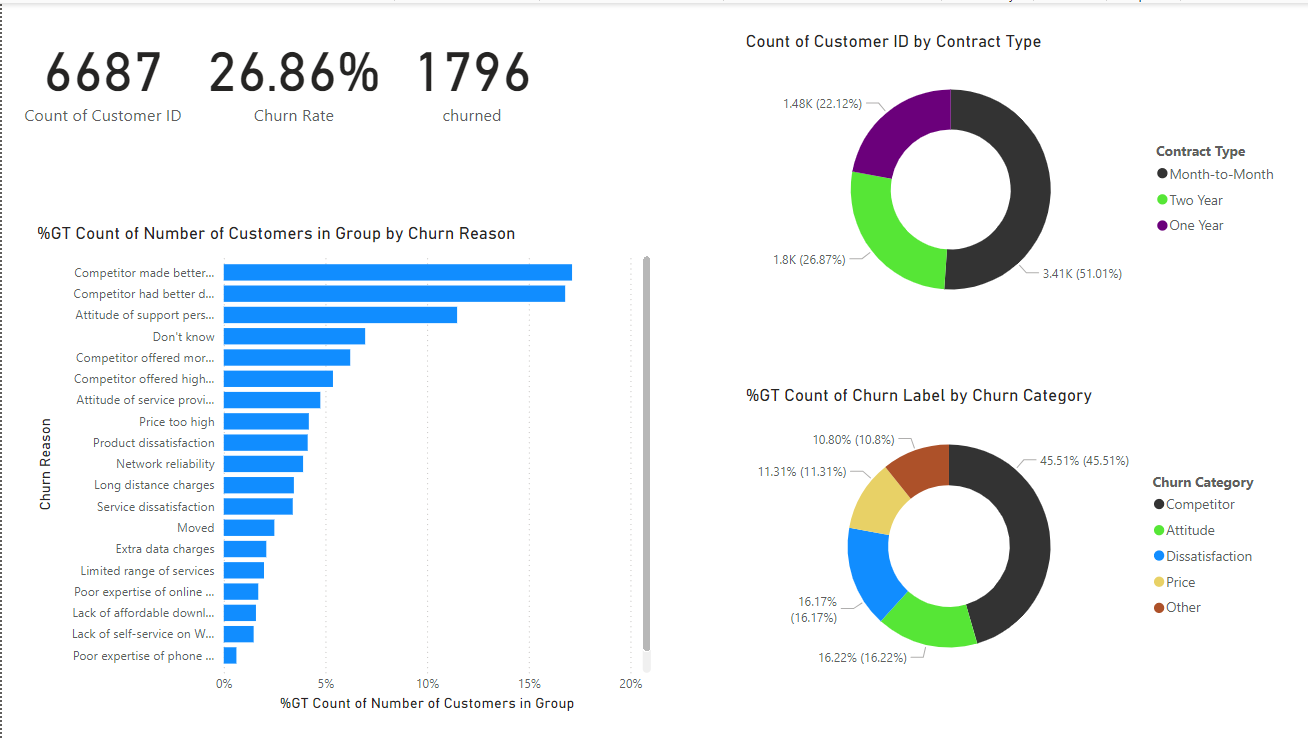 6687
Count of Customer ID
26.86%
Churn Rate
1796
churned
%GT Count of Number of Customers in Group by Churn Reason
Churn Reason
Competitor made better...
Competitor had better d...
Attitude of support pers...
Don't know
Competitor offered mor...
Competitor offered high...
Attitude of service provi...
Price too high
Product dissatisfaction
Network reliability
Long distance charges
Service dissatisfaction
Moved
Extra data charges
Limited range of services
Poor expertise of online ...
Lack of affordable downl...
Lack of self-service on W...
Poor expertise of phone ...
0% 5% 10% 15% 20%
%GT Count of Number of Customers in Group
Count of Customer ID by Contract Type
1.48K (22.12%)
1.8K (26.87%)
3.41K (51.01%)
Contract Type
Month-to-Month
Two Year
One Year
%GT Count of Churn Label by Churn Category
10.80% (10.8%)
11.31% (11.31%)
45.51% (45.51%)
16.17%
(16.17%)
16.22% (16.22%)
Churn Category
Competitor
Attitude
Dissatisfaction
Price
Other